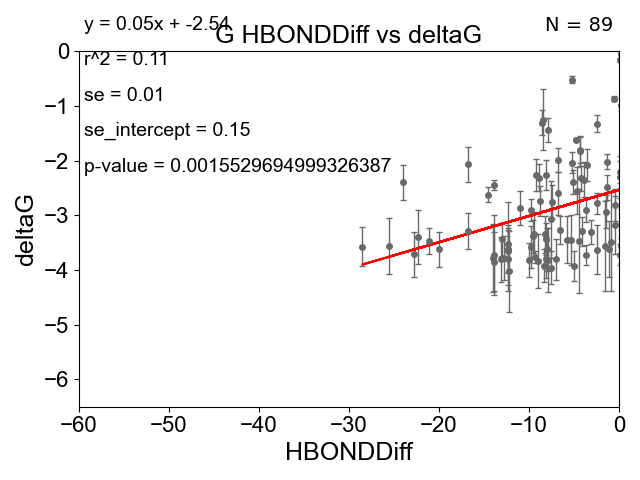 y = 0.05x + -2.54
N = 89
G HBONDDiff vs deltaG
r^2 = 0.11
se = 0.01
se_intercept = 0.15
p-value = 0.0015529694999326387
0
−1
−2
−3
−4
−5
−6
deltaG
−60
−50
−40
−30
−20
−10
0
HBONDDiff